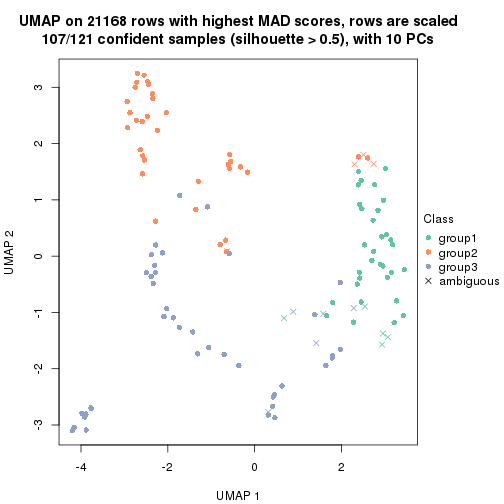 UMAP on 21168 rows with highest MAD scores, rows are scaled
107/121 confident samples (silhouette > 0.5), with 10 PCs
3
2
1
0
-1
-2
-3
UMAP 2
-4
-2
0
2
UMAP 1
Class
group1
group2
group3
ambiguous